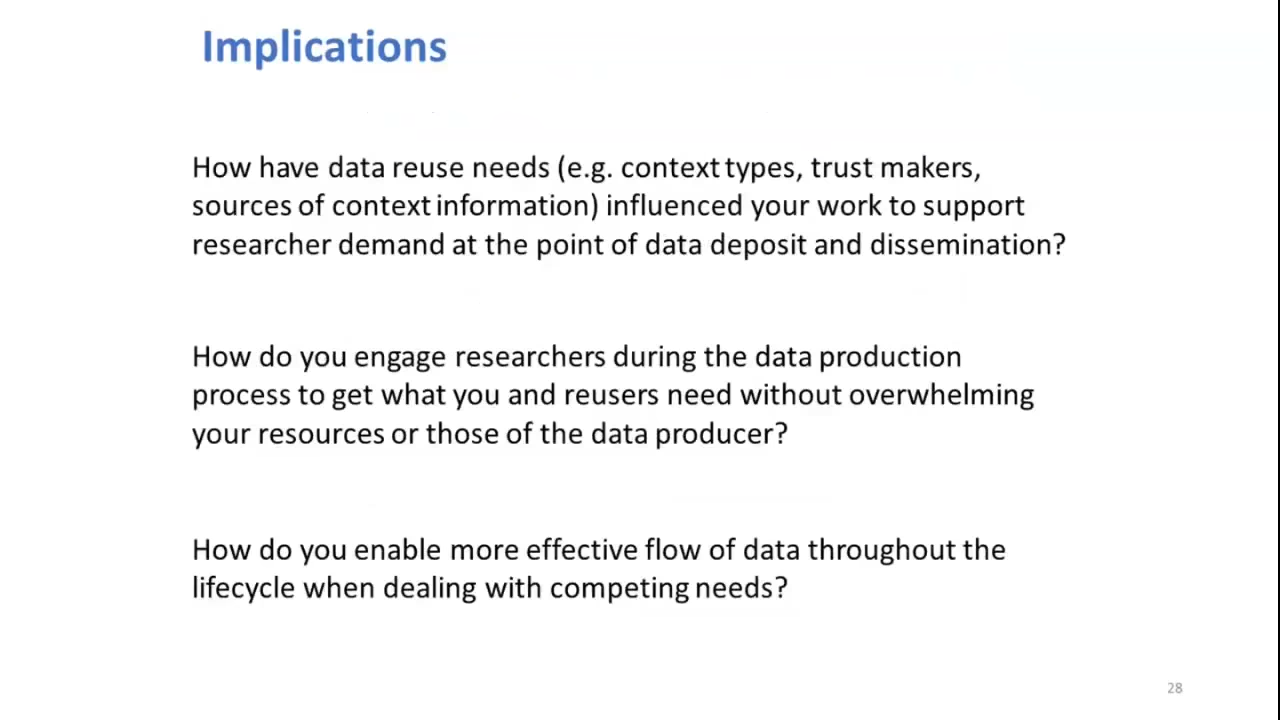 Implications
How have data reuse needs (e.g. context types, trust makers,
sources of context information) influenced your work to support
researcher demand at the point of data deposit and dissemination?
How do you engage researchers during the data production
process to get what you and reusers need without overwhelming
your resources or those of the data producer?
How do you enable more effective flow of data throughout the
lifecycle when dealing with competing needs?
28